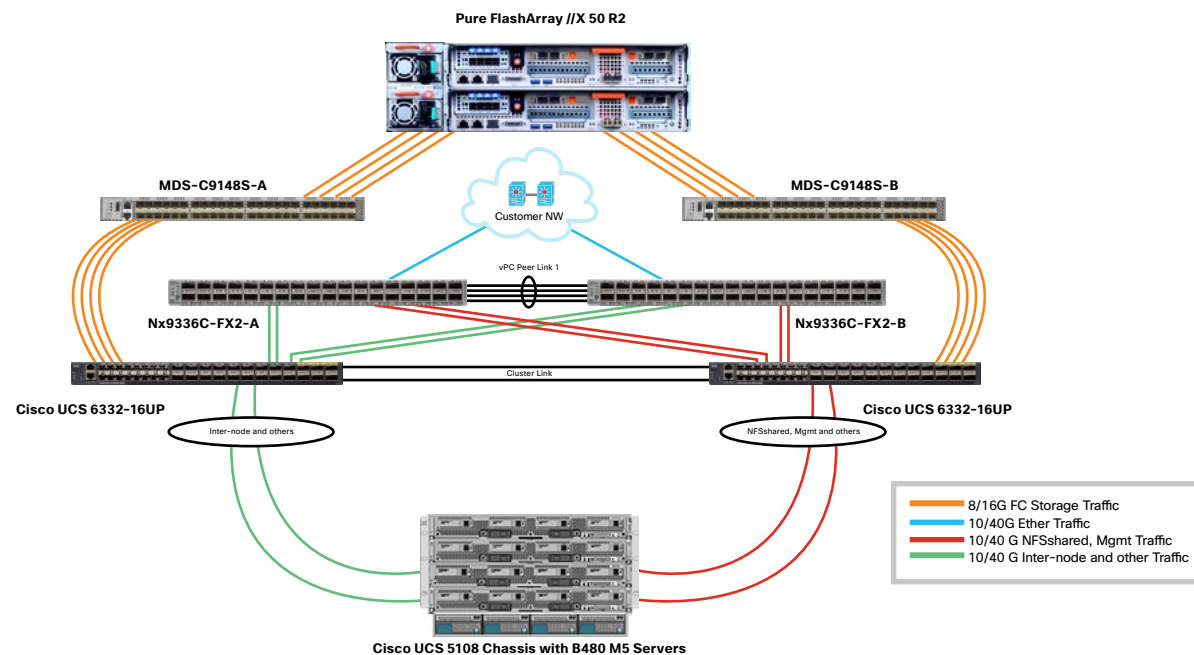 Pure FlashArray //X 50 R2
MDS-C9148S-A
MDS-C9148S-B
Customer NW
vPC Peer Link 1
Nx9336C-FX2-A
Nx9336C-FX2-B
Cluster Link
Cisco UCS 6332-16UP
Cisco UCS 6332-16UP
Inter-node and others
NFSshared, Mgmt and others
8/16G FC Storage Traffic
10/40G Ether Traffic
10/40 G NFSshared, Mgmt Traffic
10/40 G Inter-node and other Traffic
Cisco UCS 5108 Chassis with B480 M5 Servers